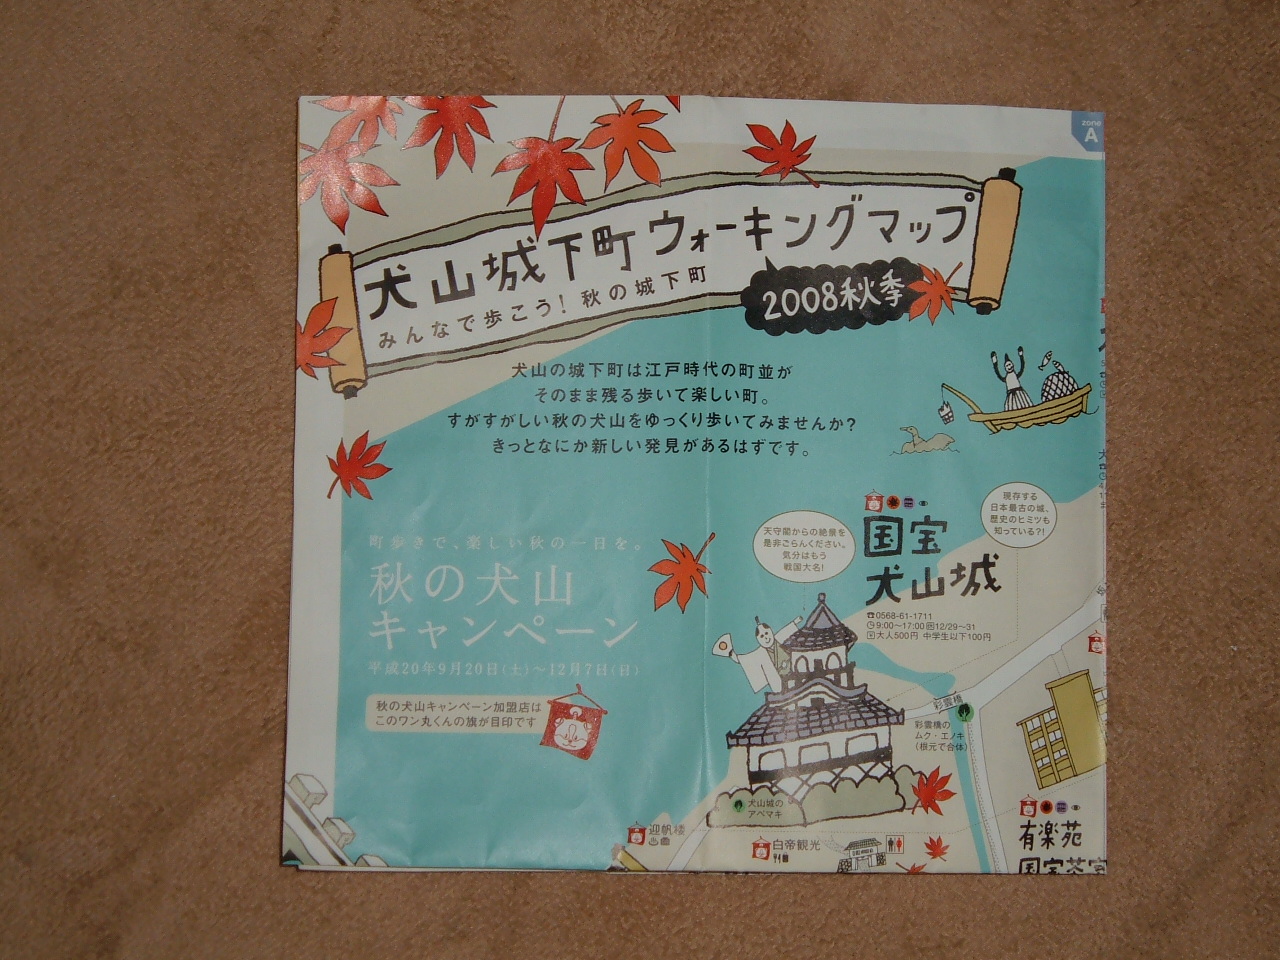 zone
A
犬山城下町ウォーキングマップ
みんなで歩こう!秋の城下町
2008秋季
犬山の城下町は江戸時代の町並が
そのまま残る歩いて楽しい町。
すがすがしい秋の犬山をゆっくり歩いてみませんか?
きっとなにか新しい発見があるはずです。
町歩きで、楽しい秋の一日を。
秋の犬山
キャンペーン
平成20年9月20日(土)〜12月7日(日)
秋の犬山キャンペーン加盟店は
このワン丸くんの旗が目印です
天守閣からの絶景を
是非ごらんください。
気分はもう
戦国大名!
国宝
犬山城
現存する
日本最古の城、
歴史のヒミツも
知っている?!
☎0568-61-1711
9:00〜17:00 12/29〜31
大人500円 中学生以下100円
彩雲橋
彩雲橋の
ムク・エノキ
(根元で合体)
犬山城の
アベマキ
迎帆楼
白帝観光
有楽苑
国宝茶室